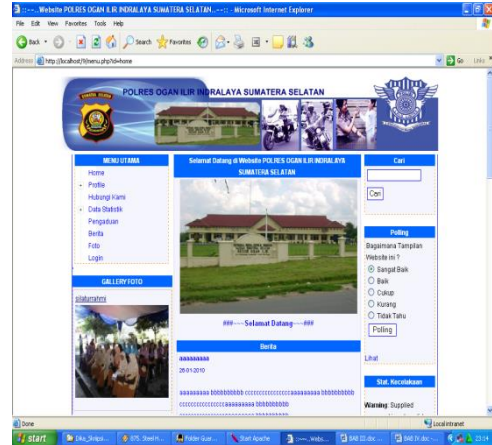 ::~~..Website POLRES OGAN ILIR INDRALAYA SUMATERA SELATAN..~~:: - Microsoft Internet Explorer
File Edit View Favorites Tools Help
Back Search Favorites
Address http://localhost/9/menu.php?id=home Go Links
POLRES OGAN ILIR INDRALAYA SUMATERA SELATAN
MENU UTAMA
Home
Profile
Hubungi Kami
Data Statistik
Pengaduan
Berita
Foto
Login
GALLERY FOTO
silaturrahmi
Selamat Datang di Website POLRES OGAN ILIR INDRALAYA
SUMATERA SELATAN
###~~~Selamat Datang~~~###
Berita
aaaaaaaaa
26-01-2010
Cari
Cari
Polling
Bagaimana Tampilan
Website ini ?
Sangat Baik
Baik
Cukup
Kurang
Tidak Tahu
Polling
Lihat
Stat. Kecelakaan
Warning: Supplied
Done
Local intranet
start
Start Apache
23:14